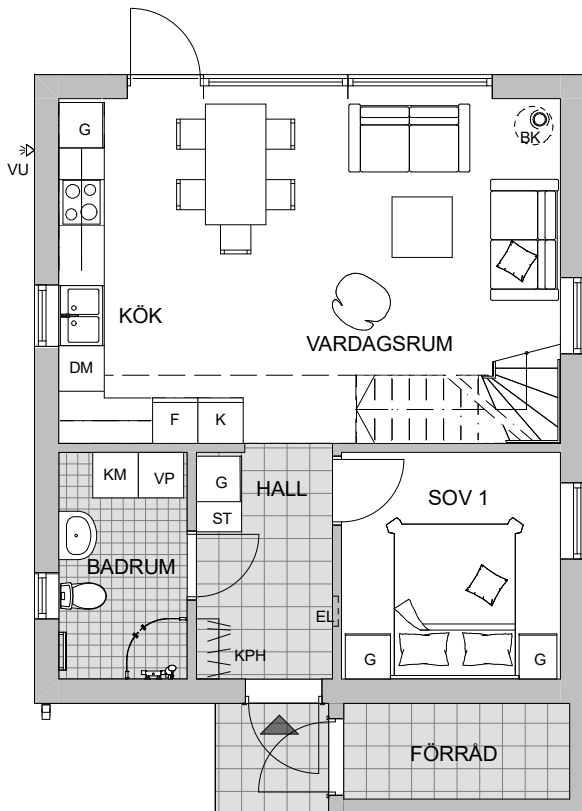 G
BK
VU
KÖK
VARDAGSRUM
DM
F
K
KM
VP
G
HALL
SOV 1
ST
BADRUM
EL
KPH
G
G
FÖRRÅD